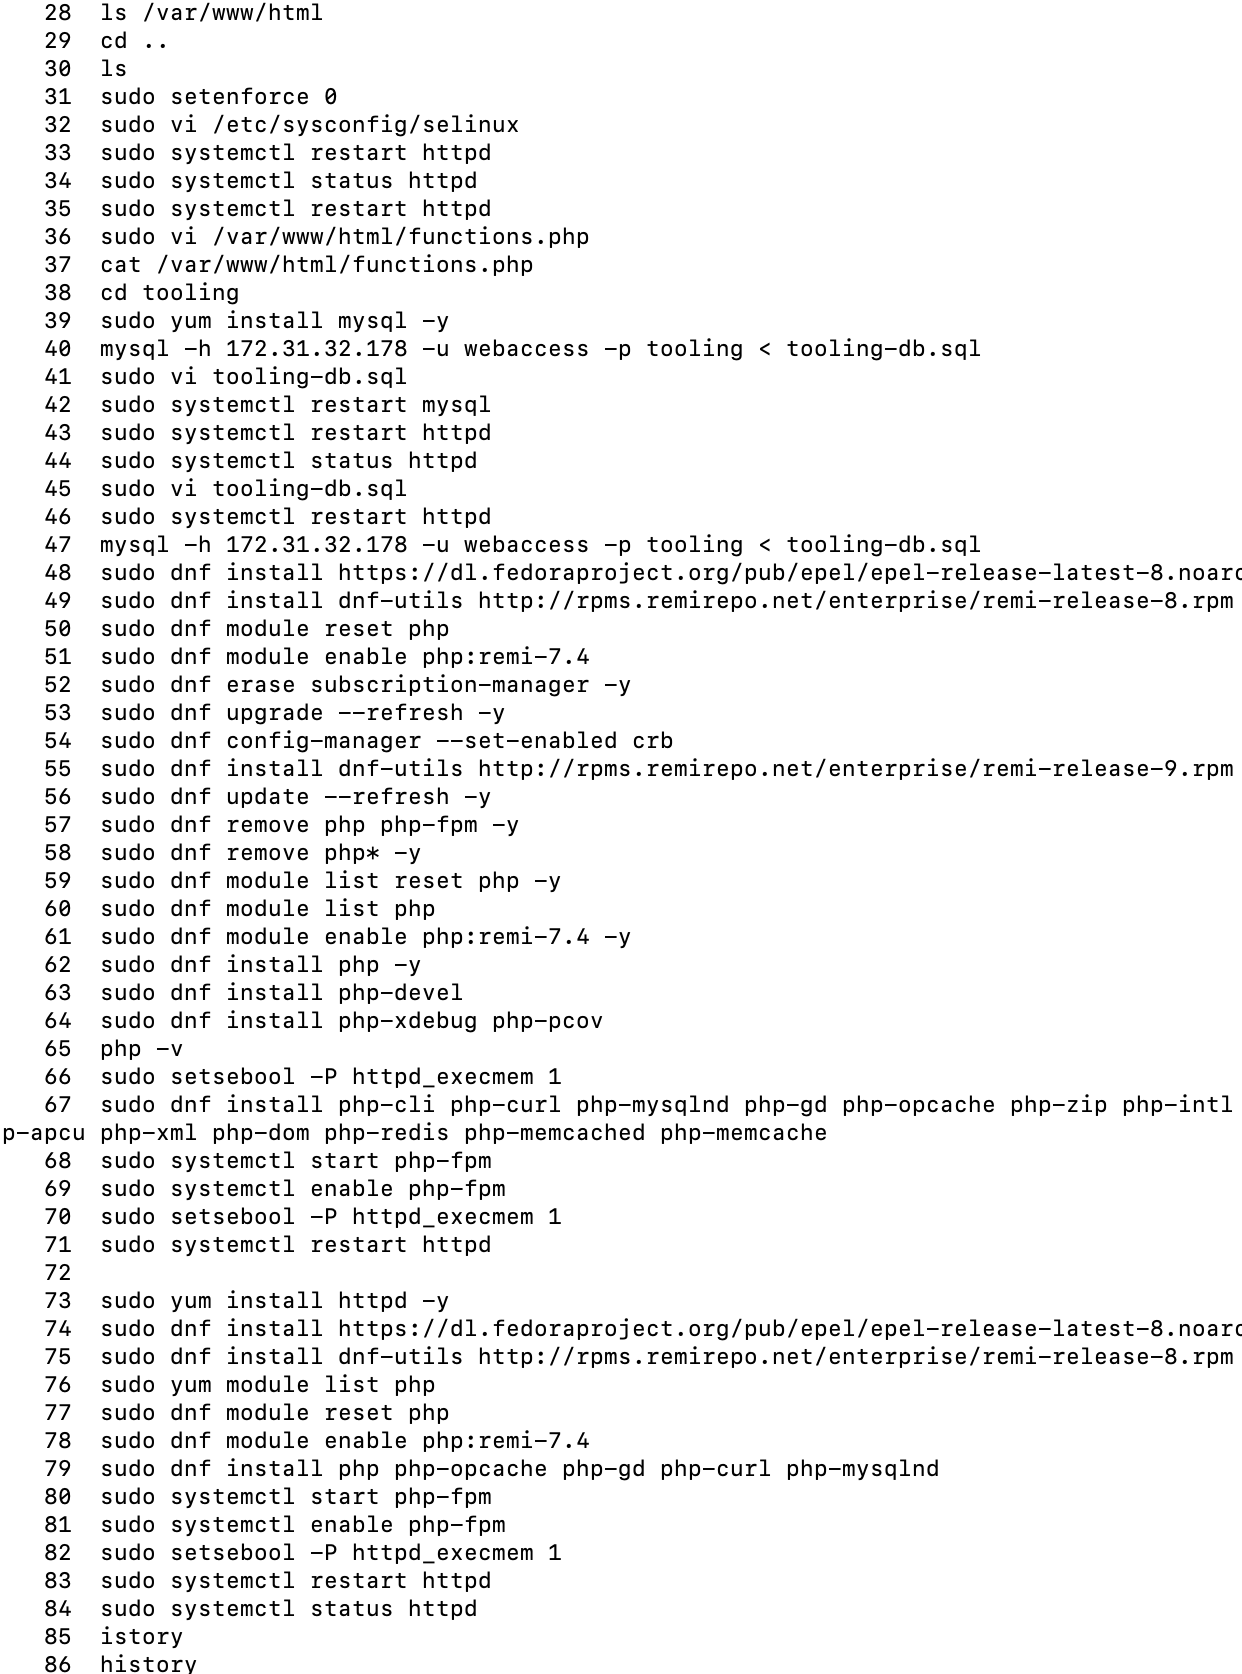 28 ls /var/www/html
29 cd ..
30 ls
31 sudo setenforce 0
32 sudo vi /etc/sysconfig/selinux
33 sudo systemctl restart httpd
34 sudo systemctl status httpd
35 sudo systemctl restart httpd
36 sudo vi /var/www/html/functions.php
37 cat /var/www/html/functions.php
38 cd tooling
39 sudo yum install mysql -y
40 mysql -h 172.31.32.178 -u webaccess -p tooling < tooling-db.sql
41 sudo vi tooling-db.sql
42 sudo systemctl restart mysql
43 sudo systemctl restart httpd
44 sudo systemctl status httpd
45 sudo vi tooling-db.sql
46 sudo systemctl restart httpd
47 mysql -h 172.31.32.178 -u webaccess -p tooling < tooling-db.sql
48 sudo dnf install https://dl.fedoraproject.org/pub/epel/epel-release-latest-8.noarc
49 sudo dnf install dnf-utils http://rpms.remirepo.net/enterprise/remi-release-8.rpm
50 sudo dnf module reset php
51 sudo dnf module enable php:remi-7.4
52 sudo dnf erase subscription-manager -y
53 sudo dnf upgrade --refresh -y
54 sudo dnf config-manager --set-enabled crb
55 sudo dnf install dnf-utils http://rpms.remirepo.net/enterprise/remi-release-9.rpm
56 sudo dnf update --refresh -y
57 sudo dnf remove php php-fpm -y
58 sudo dnf remove php* -y
59 sudo dnf module list reset php -y
60 sudo dnf module list php
61 sudo dnf module enable php:remi-7.4 -y
62 sudo dnf install php -y
63 sudo dnf install php-devel
64 sudo dnf install php-xdebug php-pcov
65 php -v
66 sudo setsebool -P httpd_execmem 1
67 sudo dnf install php-cli php-curl php-mysqlnd php-gd php-opcache php-zip php-intl
p-apcu php-xml php-dom php-redis php-memcached php-memcache
68 sudo systemctl start php-fpm
69 sudo systemctl enable php-fpm
70 sudo setsebool -P httpd_execmem 1
71 sudo systemctl restart httpd
72
73 sudo yum install httpd -y
74 sudo dnf install https://dl.fedoraproject.org/pub/epel/epel-release-latest-8.noarc
75 sudo dnf install dnf-utils http://rpms.remirepo.net/enterprise/remi-release-8.rpm
76 sudo yum module list php
77 sudo dnf module reset php
78 sudo dnf module enable php:remi-7.4
79 sudo dnf install php php-opcache php-gd php-curl php-mysqlnd
80 sudo systemctl start php-fpm
81 sudo systemctl enable php-fpm
82 sudo setsebool -P httpd_execmem 1
83 sudo systemctl restart httpd
84 sudo systemctl status httpd
85 istory
86 history